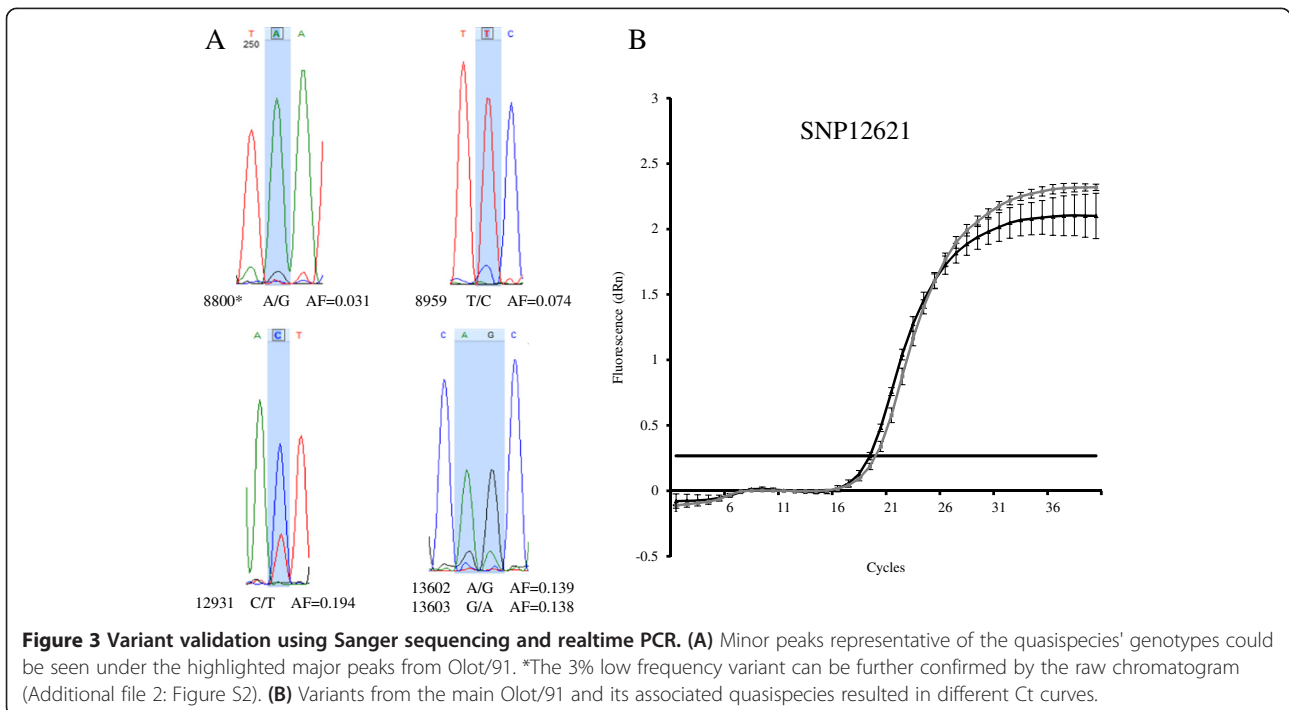 A
T A A
250
8800* A/G AF=0.031
T T C
8959 T/C AF=0.074
A C T
12931 C/T AF=0.194
C A G C
13602 A/G AF=0.139
13603 G/A AF=0.138
B
SNP12621
Fluorescence (dRn)
3
2.5
2
1.5
1
0.5
0
-0.5
1 6 11 16 21 26 31 36
Cycles
Figure 3 Variant validation using Sanger sequencing and realtime PCR. (A) Minor peaks representative of the quasispecies' genotypes could
be seen under the highlighted major peaks from Olot/91. *The 3% low frequency variant can be further confirmed by the raw chromatogram
(Additional file 2: Figure S2). (B) Variants from the main Olot/91 and its associated quasispecies resulted in different Ct curves.